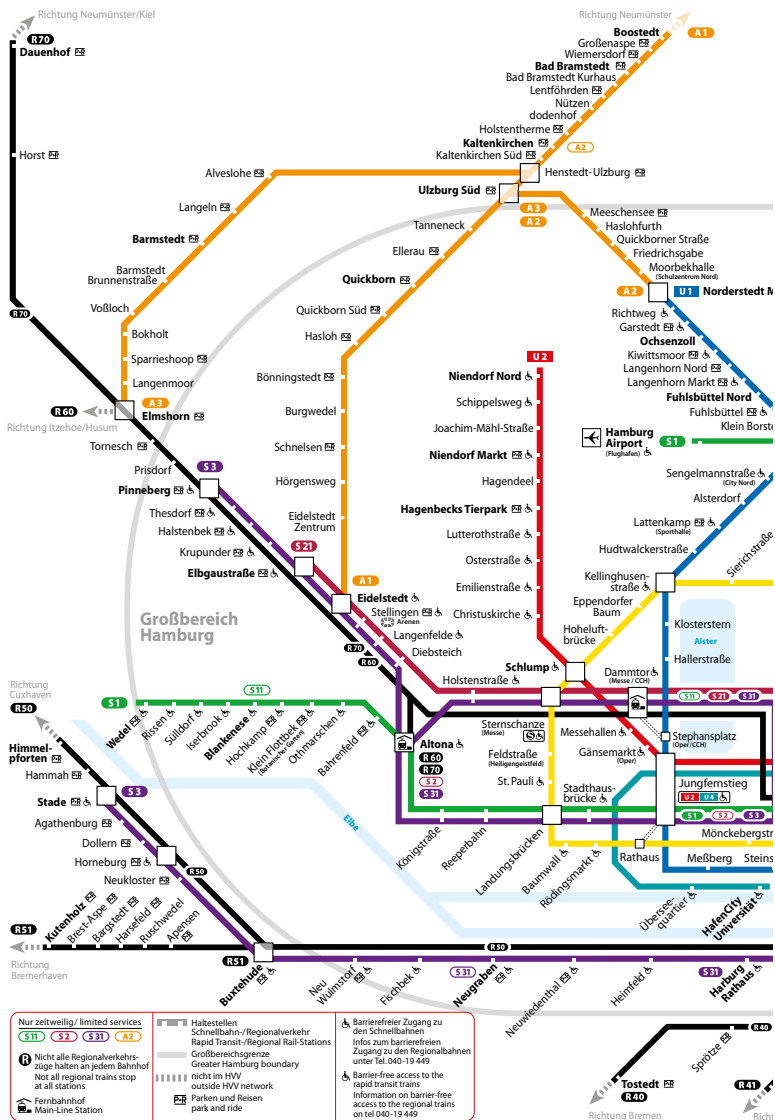 Richtung Neumünster/Kiel
R70
Dauenhof
Horst
R70
Richtung Neumünster
A1
Boostedt
Großenaspe
Wiemersdorf
Bad Bramstedt
Bad Bramstedt Kurhaus
Lentföhrden
Nützen
dodenhof
Holstentherme
Kaltenkirchen
A2
Kaltenkirchen Süd
Henstedt-Ulzburg
Alveslohe
Ulzburg Süd
A3
A2
Langeln
Barmstedt
Barmstedt
Brunnenstraße
Voßloch
Bokholt
Sparrieshoop
Langenmoor
A3
R60
Elmshorn
Richtung Itzehoe/Husum
Tanneneck
Ellerau
Quickborn
Quickborn Süd
Hasloh
Bönningstedt
Burgwedel
Schnelsen
Hörgensweg
Eidelstedt
Zentrum
A1
Meeschensee
Haslohfurth
Quickborner Straße
Friedrichsgabe
Moorbekhalle
(Schulzentrum Nord)
A2
U1
Norderstedt M
Richtweg
Garstedt
Ochsenzoll
Kiwittsmoor
Langenhorn Nord
Langenhorn Markt
Fuhlsbüttel Nord
Fuhlsbüttel
Klein Borste
Hamburg
Airport
(Flughafen)
S1
Sengelmannstraße
(City Nord)
Alsterdorf
Lattenkamp
(Sporthalle)
Hudtwalckerstraße
Sierichstraße
Kellinghusen-
straße
Eppendorfer
Baum
Hoheluft-
brücke
Klosterstern
Alster
Hallerstraße
U2
Niendorf Nord
Schippelsweg
Joachim-Mähl-Straße
Niendorf Markt
Hagendeel
Hagenbecks Tierpark
Lutterothstraße
Osterstraße
Emilienstraße
Christuskirche
Schlump
Tornesch
Prisdorf
S3
Pinneberg
Thesdorf
Halstenbek
Krupunder
S21
Elbgaustraße
Eidelstedt
Stellingen
Arenen
Langenfelde
Diebsteich
R70
R60
Großbereich
Hamburg
Holstenstraße
Dammtor
(Messe / CCH)
S11
S21
S31
Sternschanze
(Messe)
Messehallen
Stephansplatz
(Oper/CCH)
Feldstraße
(Heiligengeistfeld)
Gänsemarkt
(Oper)
St. Pauli
Stadthaus-
brücke
Jungfernstieg
U2
U4
S1
S2
S3
S1
S11
Wedel
Rissen
Sülldorf
Iserbrook
Blankenese
Hochkamp
Klein Flottbek
(Botanischer Garten)
Othmarschen
Bahrenfeld
Altona
R60
R70
S2
S31
Königstraße
Reeperbahn
Landungsbrücken
Baumwall
Rödingsmarkt
Rathaus
Mönckebergstr
Meßberg
Steins
Übersee-
quartier
HafenCity
Universität
Elbe
Richtung
Cuxhaven
R50
Himmel-
pforten
Hammah
Stade
S3
Agathenburg
Dollern
Horneburg
Neukloster
R50
R51
Richtung
Bremerhaven
Kutenholz
Brest-Aspe
Bargstedt
Harsefeld
Ruschwedel
Apensen
R51
Buxtehude
Neu
Wulmstorf
Fischbek
S31
Neugraben
R50
Neuwiedenthal
Heimfeld
S31
Harburg
Rathaus
Nur zeitweilig/ limited services
S11
S2
S31
A2
R Nicht alle Regionalverkehrs-
züge halten an jedem Bahnhof
Not all regional trains stop
at all stations
Fernbahnhof
Main-Line Station
Haltestellen
Schnellbahn-/Regionalverkehr
Rapid Transit-/Regional Rail-Stations
Großbereichsgrenze
Greater Hamburg boundary
nicht im HVV
outside HVV network
Parken und Reisen
park and ride
Barrierefreier Zugang zu
den Schnellbahnen
Infos zum barrierefreien
Zugang zu den Regionalbahnen
unter Tel. 040-19 449
Barrier-free access to the
rapid transit trains
Information on barrier-free
access to the regional trains
on tel 040-19 449
R40
Sprötze
Tostedt
R40
Richtung Bremen
R41
Richt